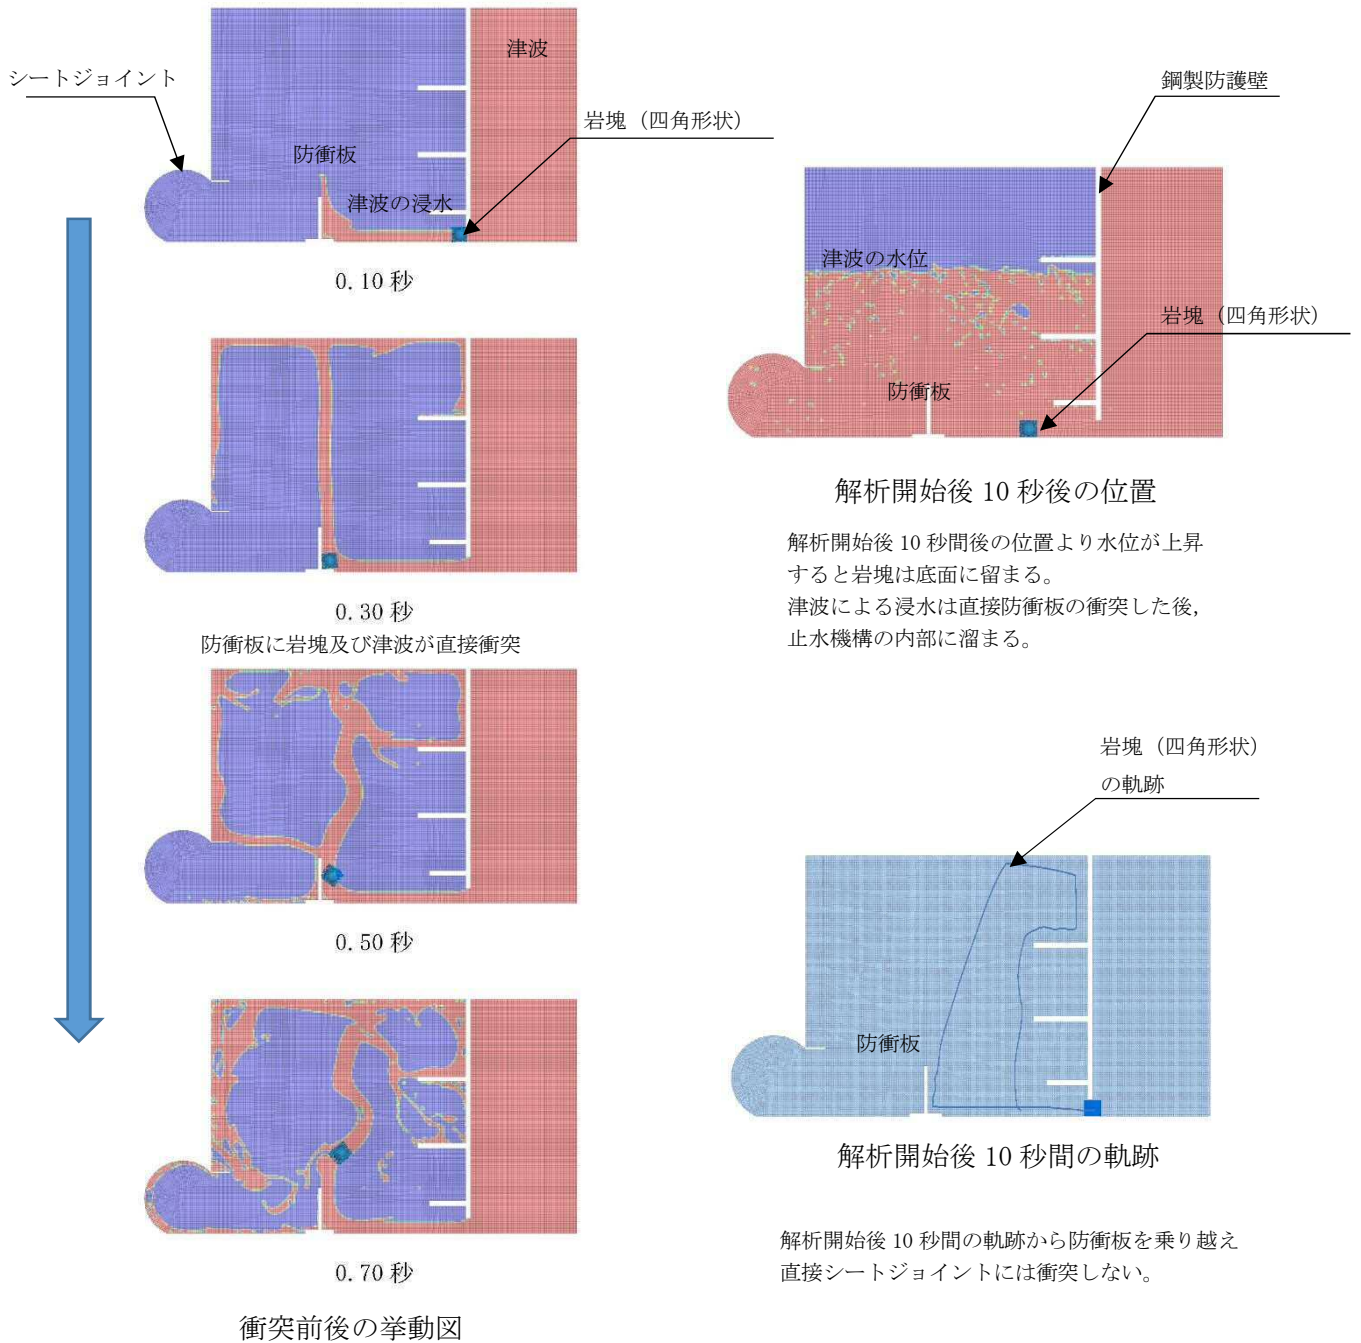 シートジョイント
津波
岩塊（四角形状）
防衝板
津波の浸水
0.10 秒
0.30 秒
防衝板に岩塊及び津波が直接衝突
0.50 秒
0.70 秒
衝突前後の挙動図
鋼製防護壁
津波の水位
岩塊（四角形状）
防衝板
解析開始後 10 秒後の位置
解析開始後 10 秒間後の位置より水位が上昇
すると岩塊は底面に留まる。
津波による浸水は直接防衝板の衝突した後，
止水機構の内部に溜まる。
岩塊（四角形状）
の軌跡
防衝板
解析開始後 10 秒間の軌跡
解析開始後 10 秒間の軌跡から防衝板を乗り越え
直接シートジョイントには衝突しない。